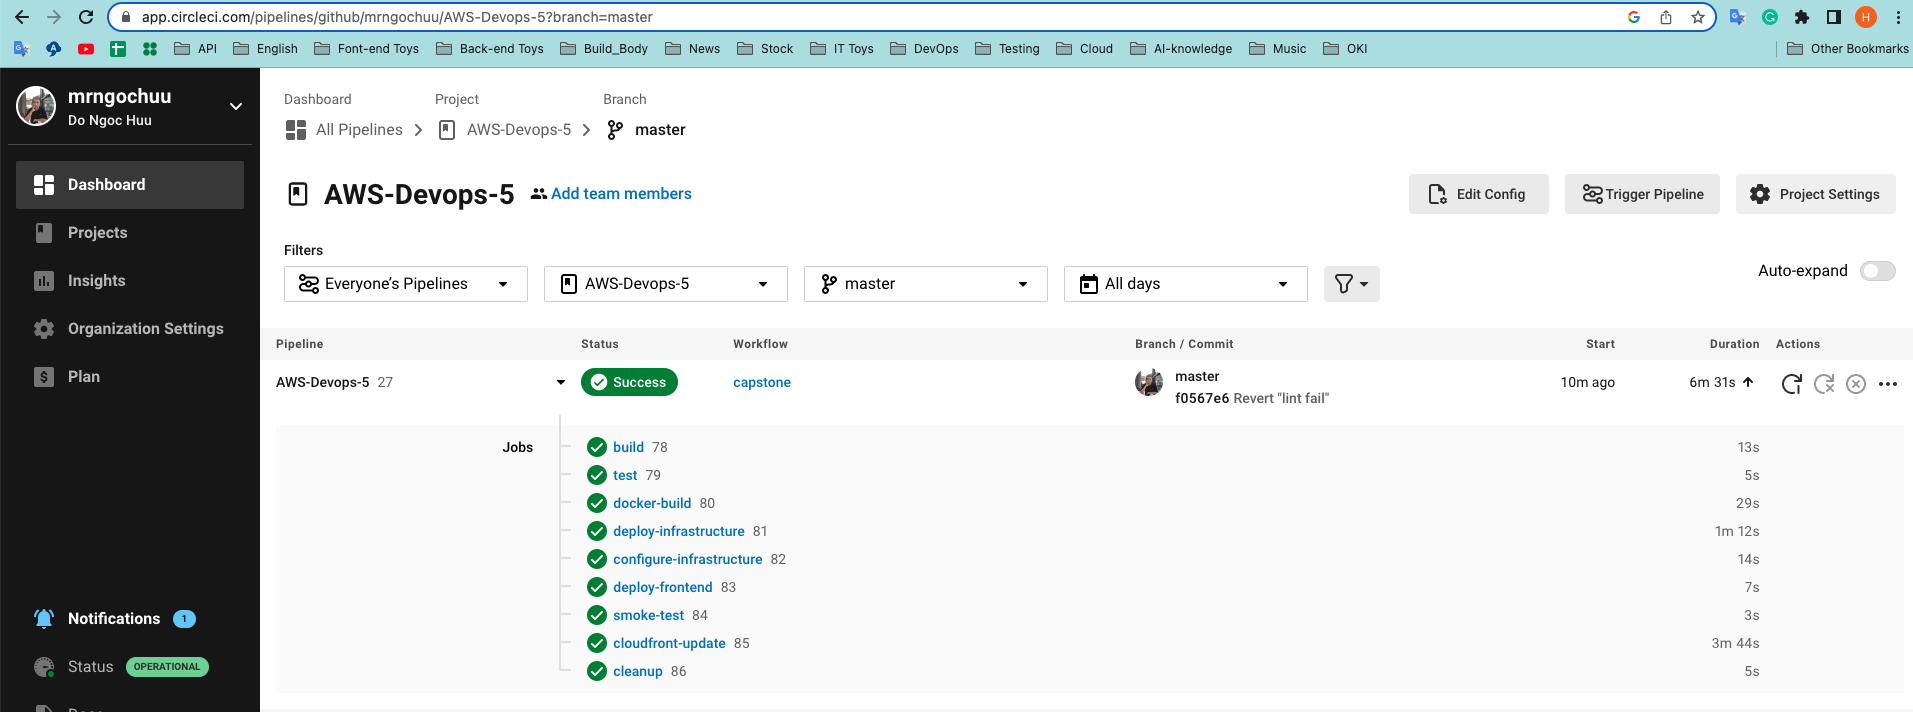 app.circleci.com/pipelines/github/mrngochuu/AWS-Devops-5?branch=master
H
API English Font-end Toys Back-end Toys Build_Body News Stock IT Toys DevOps Testing Cloud AI-knowledge Music OKI Other Bookmarks
mrngochuu
Do Ngoc Huu
Dashboard
Projects
Insights
Organization Settings
Plan
Notifications 1
Status OPERATIONAL
Dashboard Project Branch
All Pipelines AWS-Devops-5 master
AWS-Devops-5 Add team members
Edit Config Trigger Pipeline Project Settings
Filters
Everyone’s Pipelines AWS-Devops-5 master All days
Auto-expand
Pipeline Status Workflow Branch / Commit Start Duration Actions
AWS-Devops-5 27 Success capstone master 10m ago 6m 31s
f0567e6 Revert "lint fail"
Jobs build 78 13s
test 79 5s
docker-build 80 29s
deploy-infrastructure 81 1m 12s
configure-infrastructure 82 14s
deploy-frontend 83 7s
smoke-test 84 3s
cloudfront-update 85 3m 44s
cleanup 86 5s